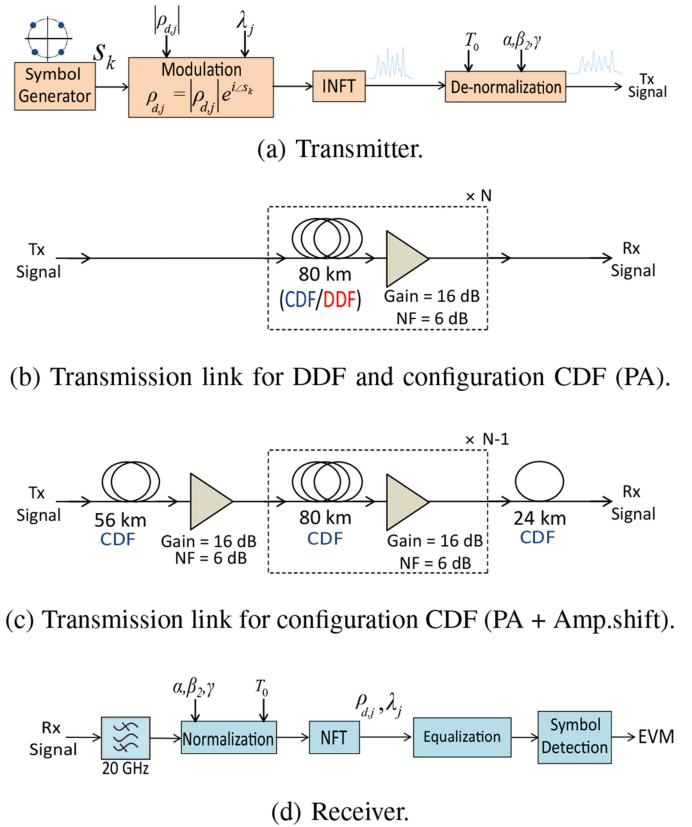 |ρ_{d,j}| λ_j
T_0 α,β_2,γ
Symbol Generator S_k Modulation ρ_{d,j} = |ρ_{d,j}| e^{i∠s_k} INFT De-normalization Tx Signal
(a) Transmitter.
× N
Tx Signal 80 km (CDF/DDF) Gain = 16 dB NF = 6 dB Rx Signal
(b) Transmission link for DDF and configuration CDF (PA).
× N-1
Tx Signal 56 km CDF Gain = 16 dB NF = 6 dB 80 km CDF Gain = 16 dB NF = 6 dB 24 km CDF Rx Signal
(c) Transmission link for configuration CDF (PA + Amp.shift).
α,β_2,γ T_0 ρ_{d,j}, λ_j
Rx Signal 20 GHz Normalization NFT Equalization Symbol Detection EVM
(d) Receiver.